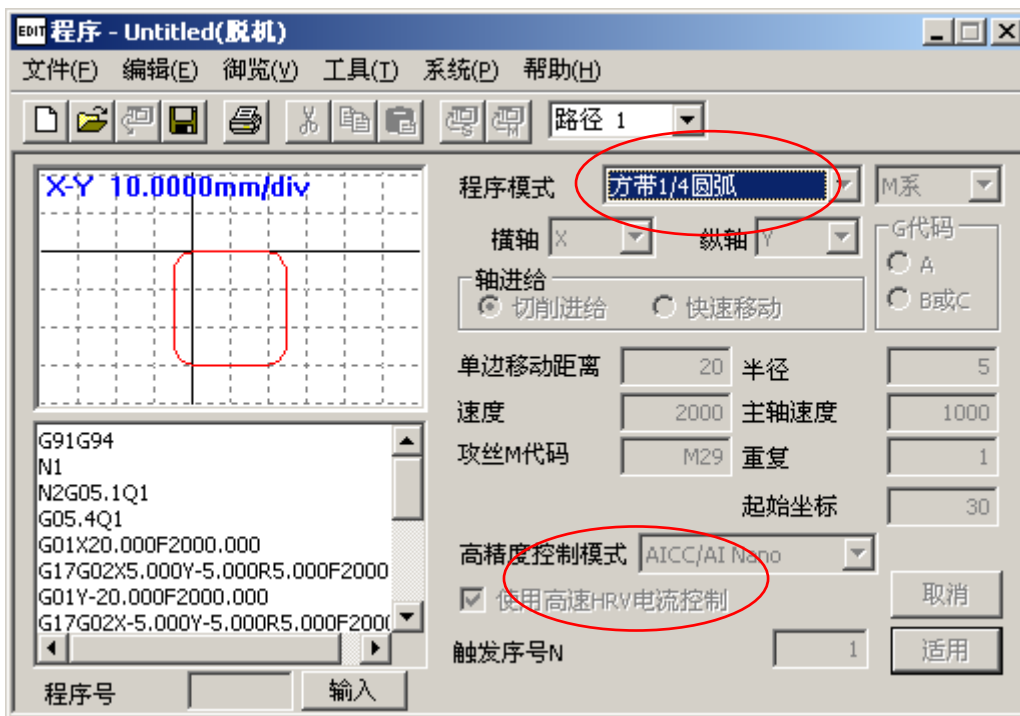 EDIT 程序 - Untitled(脱机)
文件(F) 编辑(E) 御览(V) 工具(T) 系统(P) 帮助(H)
路径 1
X-Y 10.0000mm/div
程序模式 方带1/4圆弧 M系
横轴 X 纵轴 Y
G代码
A
B或C
轴进给
切削进给 快速移动
单边移动距离 20 半径 5
速度 2000 主轴速度 1000
攻丝M代码 M29 重复 1
起始坐标 30
高精度控制模式 AICC/AI Nano
使用高速HRV电流控制
取消
触发序号N 1 适用
G91G94
N1
N2G05.1Q1
G05.4Q1
G01X20.000F2000.000
G17G02X5.000Y-5.000R5.000F2000
G01Y-20.000F2000.000
G17G02X-5.000Y-5.000R5.000F200(
程序号 输入